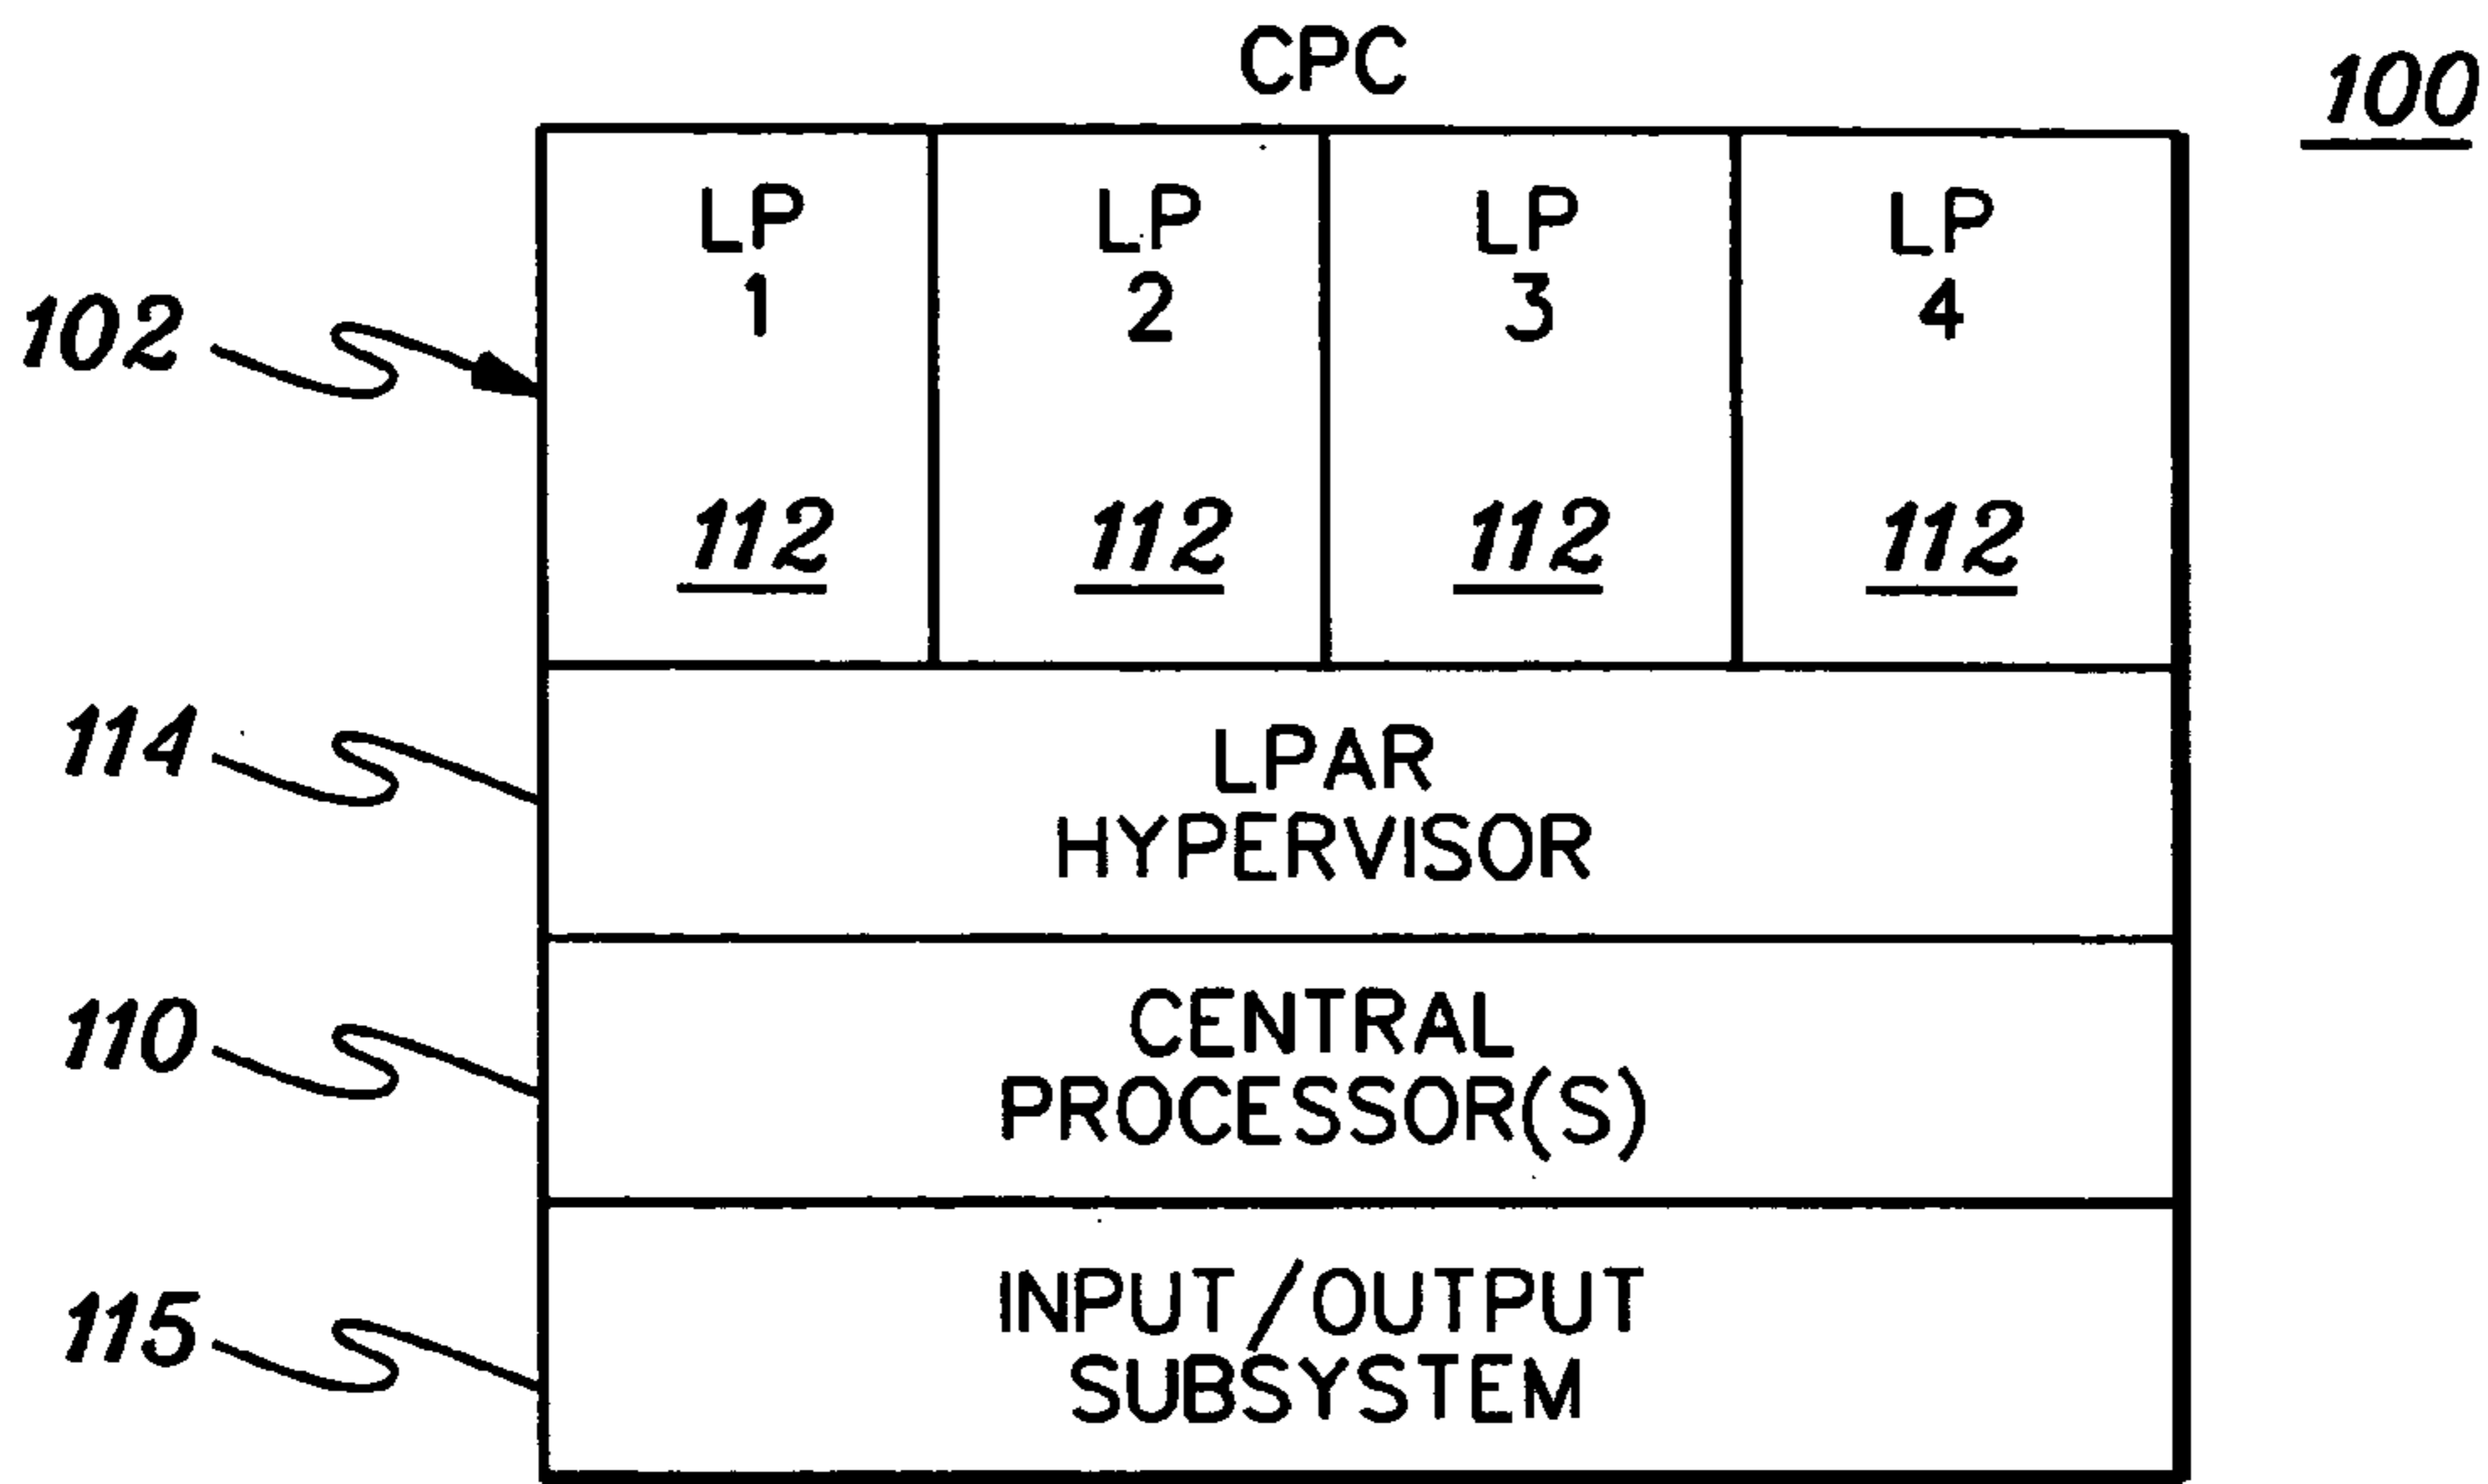 CPC
100
LP LP LP LP
1 2 3 4
102
112 112 112 112
114
LPAR
HYPERVISOR
110
CENTRAL
PROCESSOR(S)
115
INPUT/OUTPUT
SUBSYSTEM